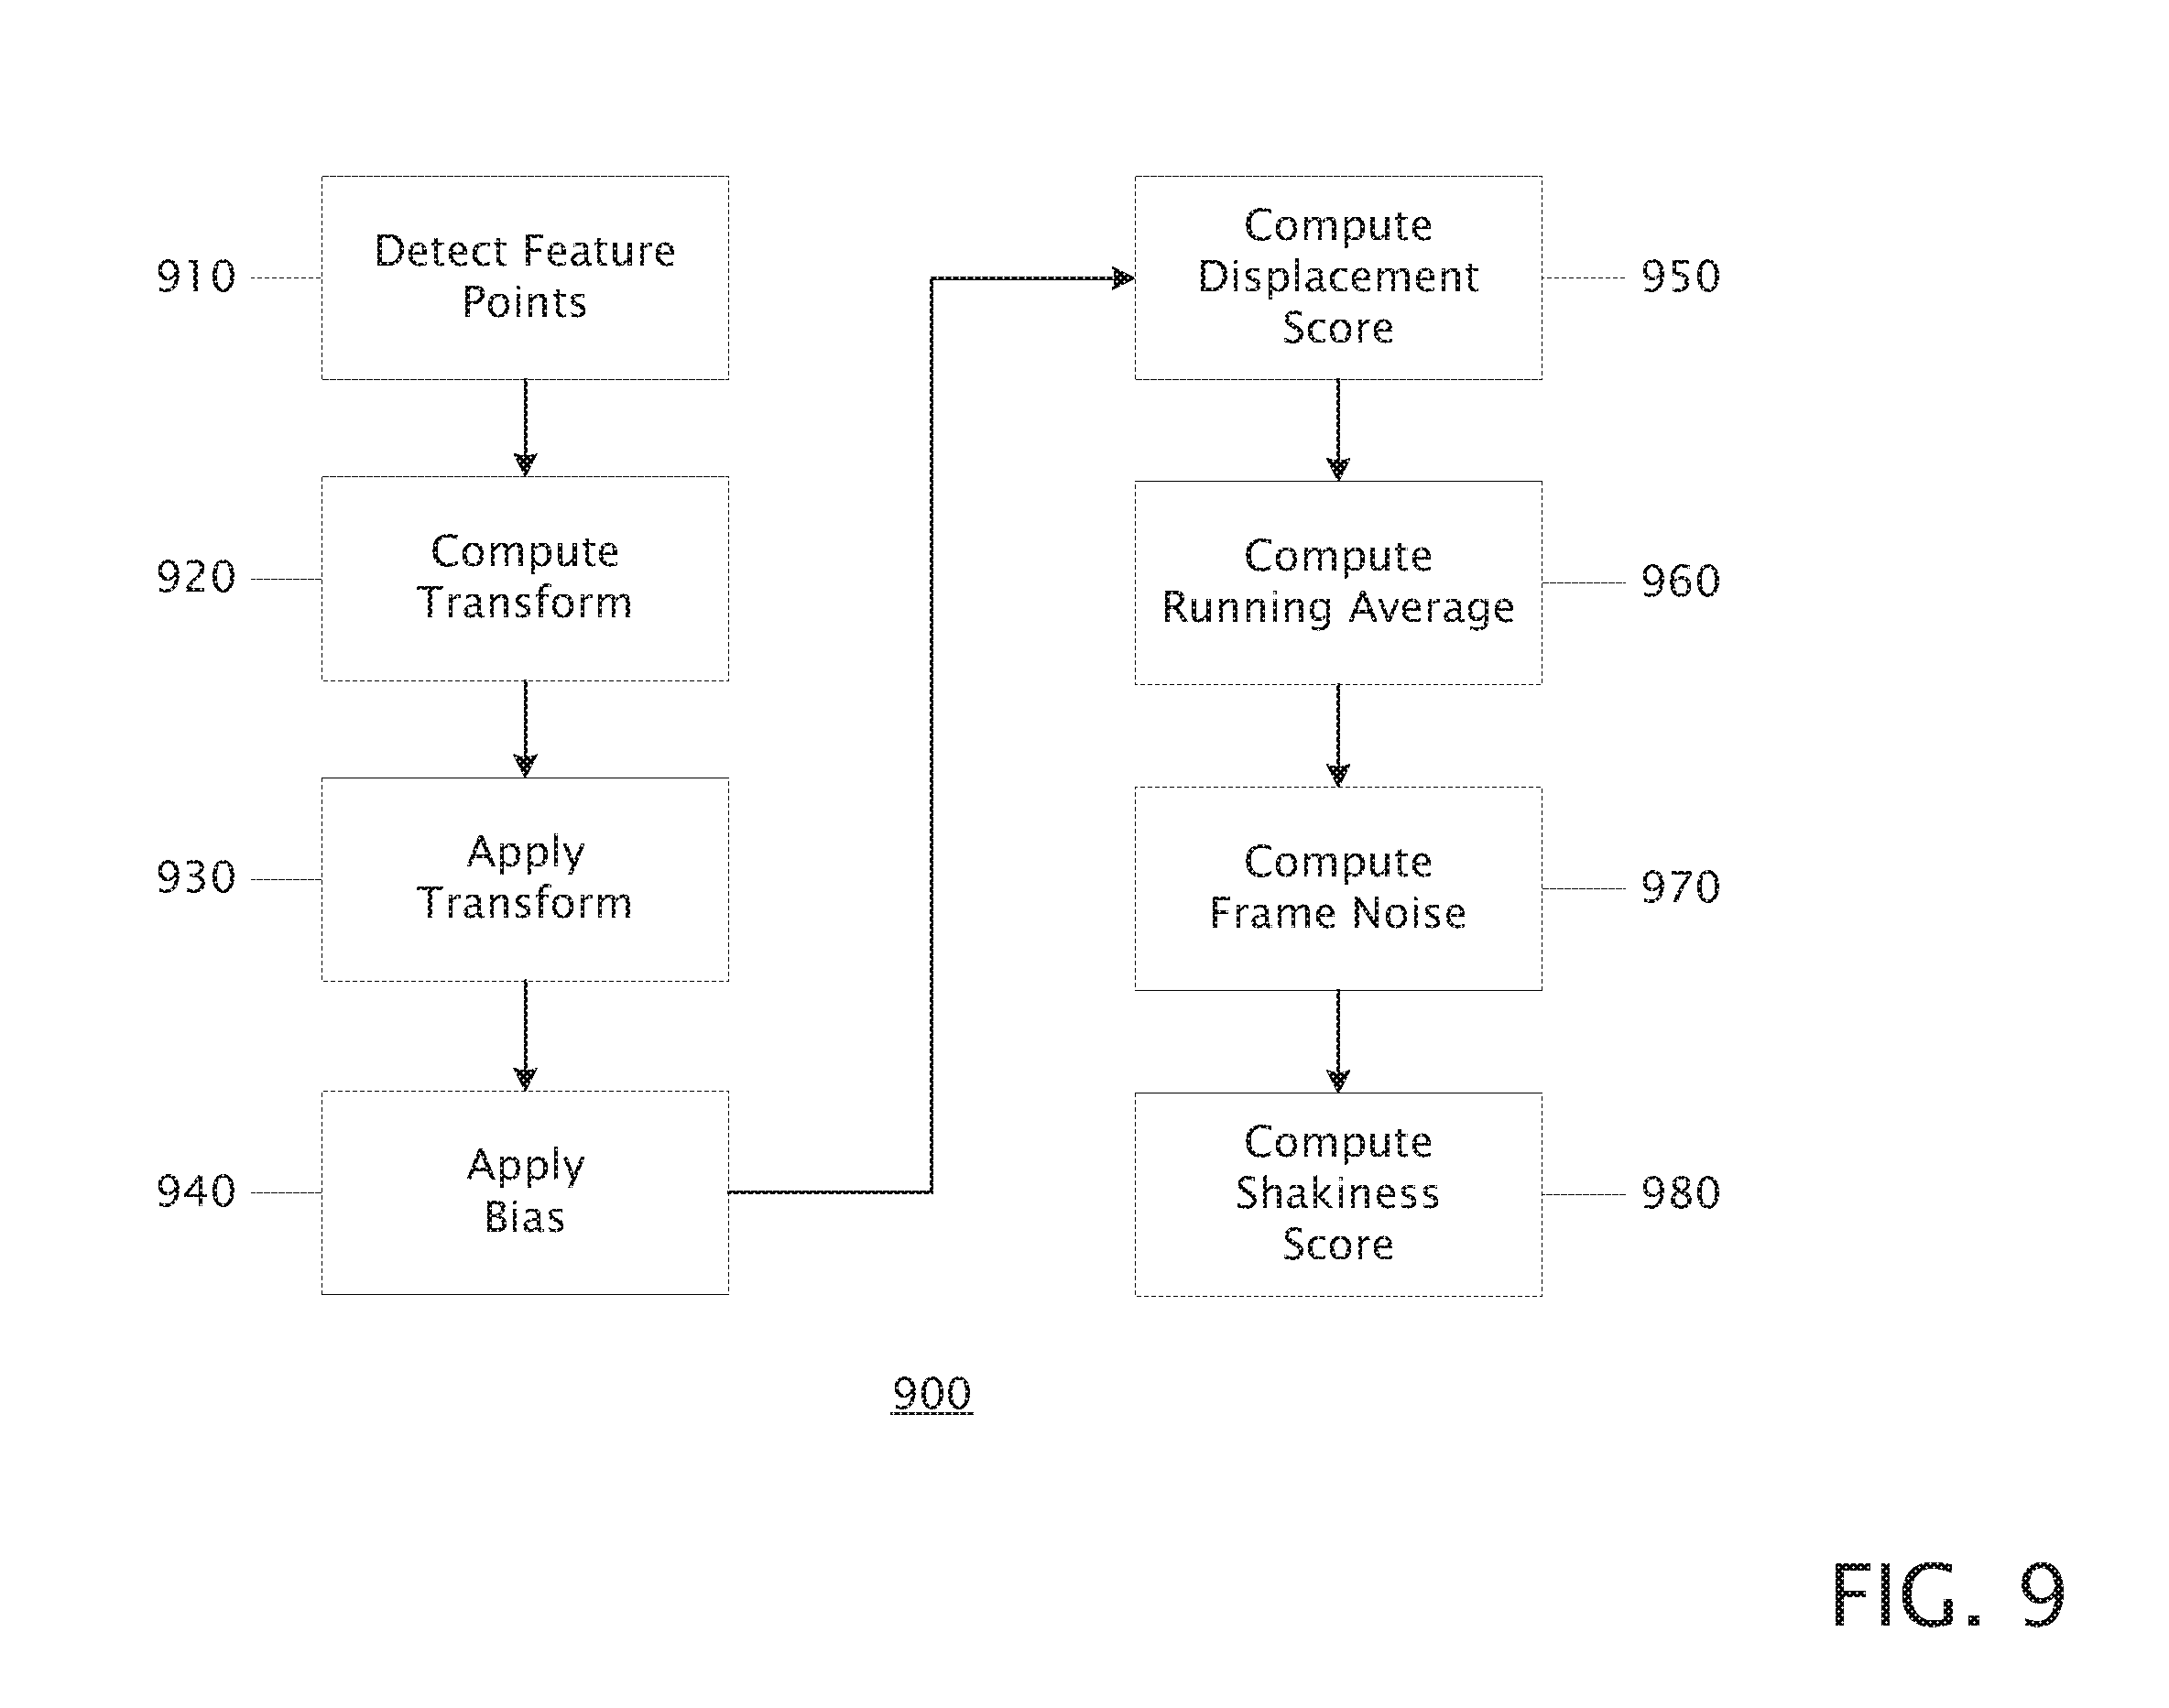 910
Detect Feature
Points
920
Compute
Transform
930
Apply
Transform
940
Apply
Bias
Compute
Displacement
Score
950
Compute
Running Average
960
Compute
Frame Noise
970
Compute
Shakiness
Score
980
900
FIG. 9